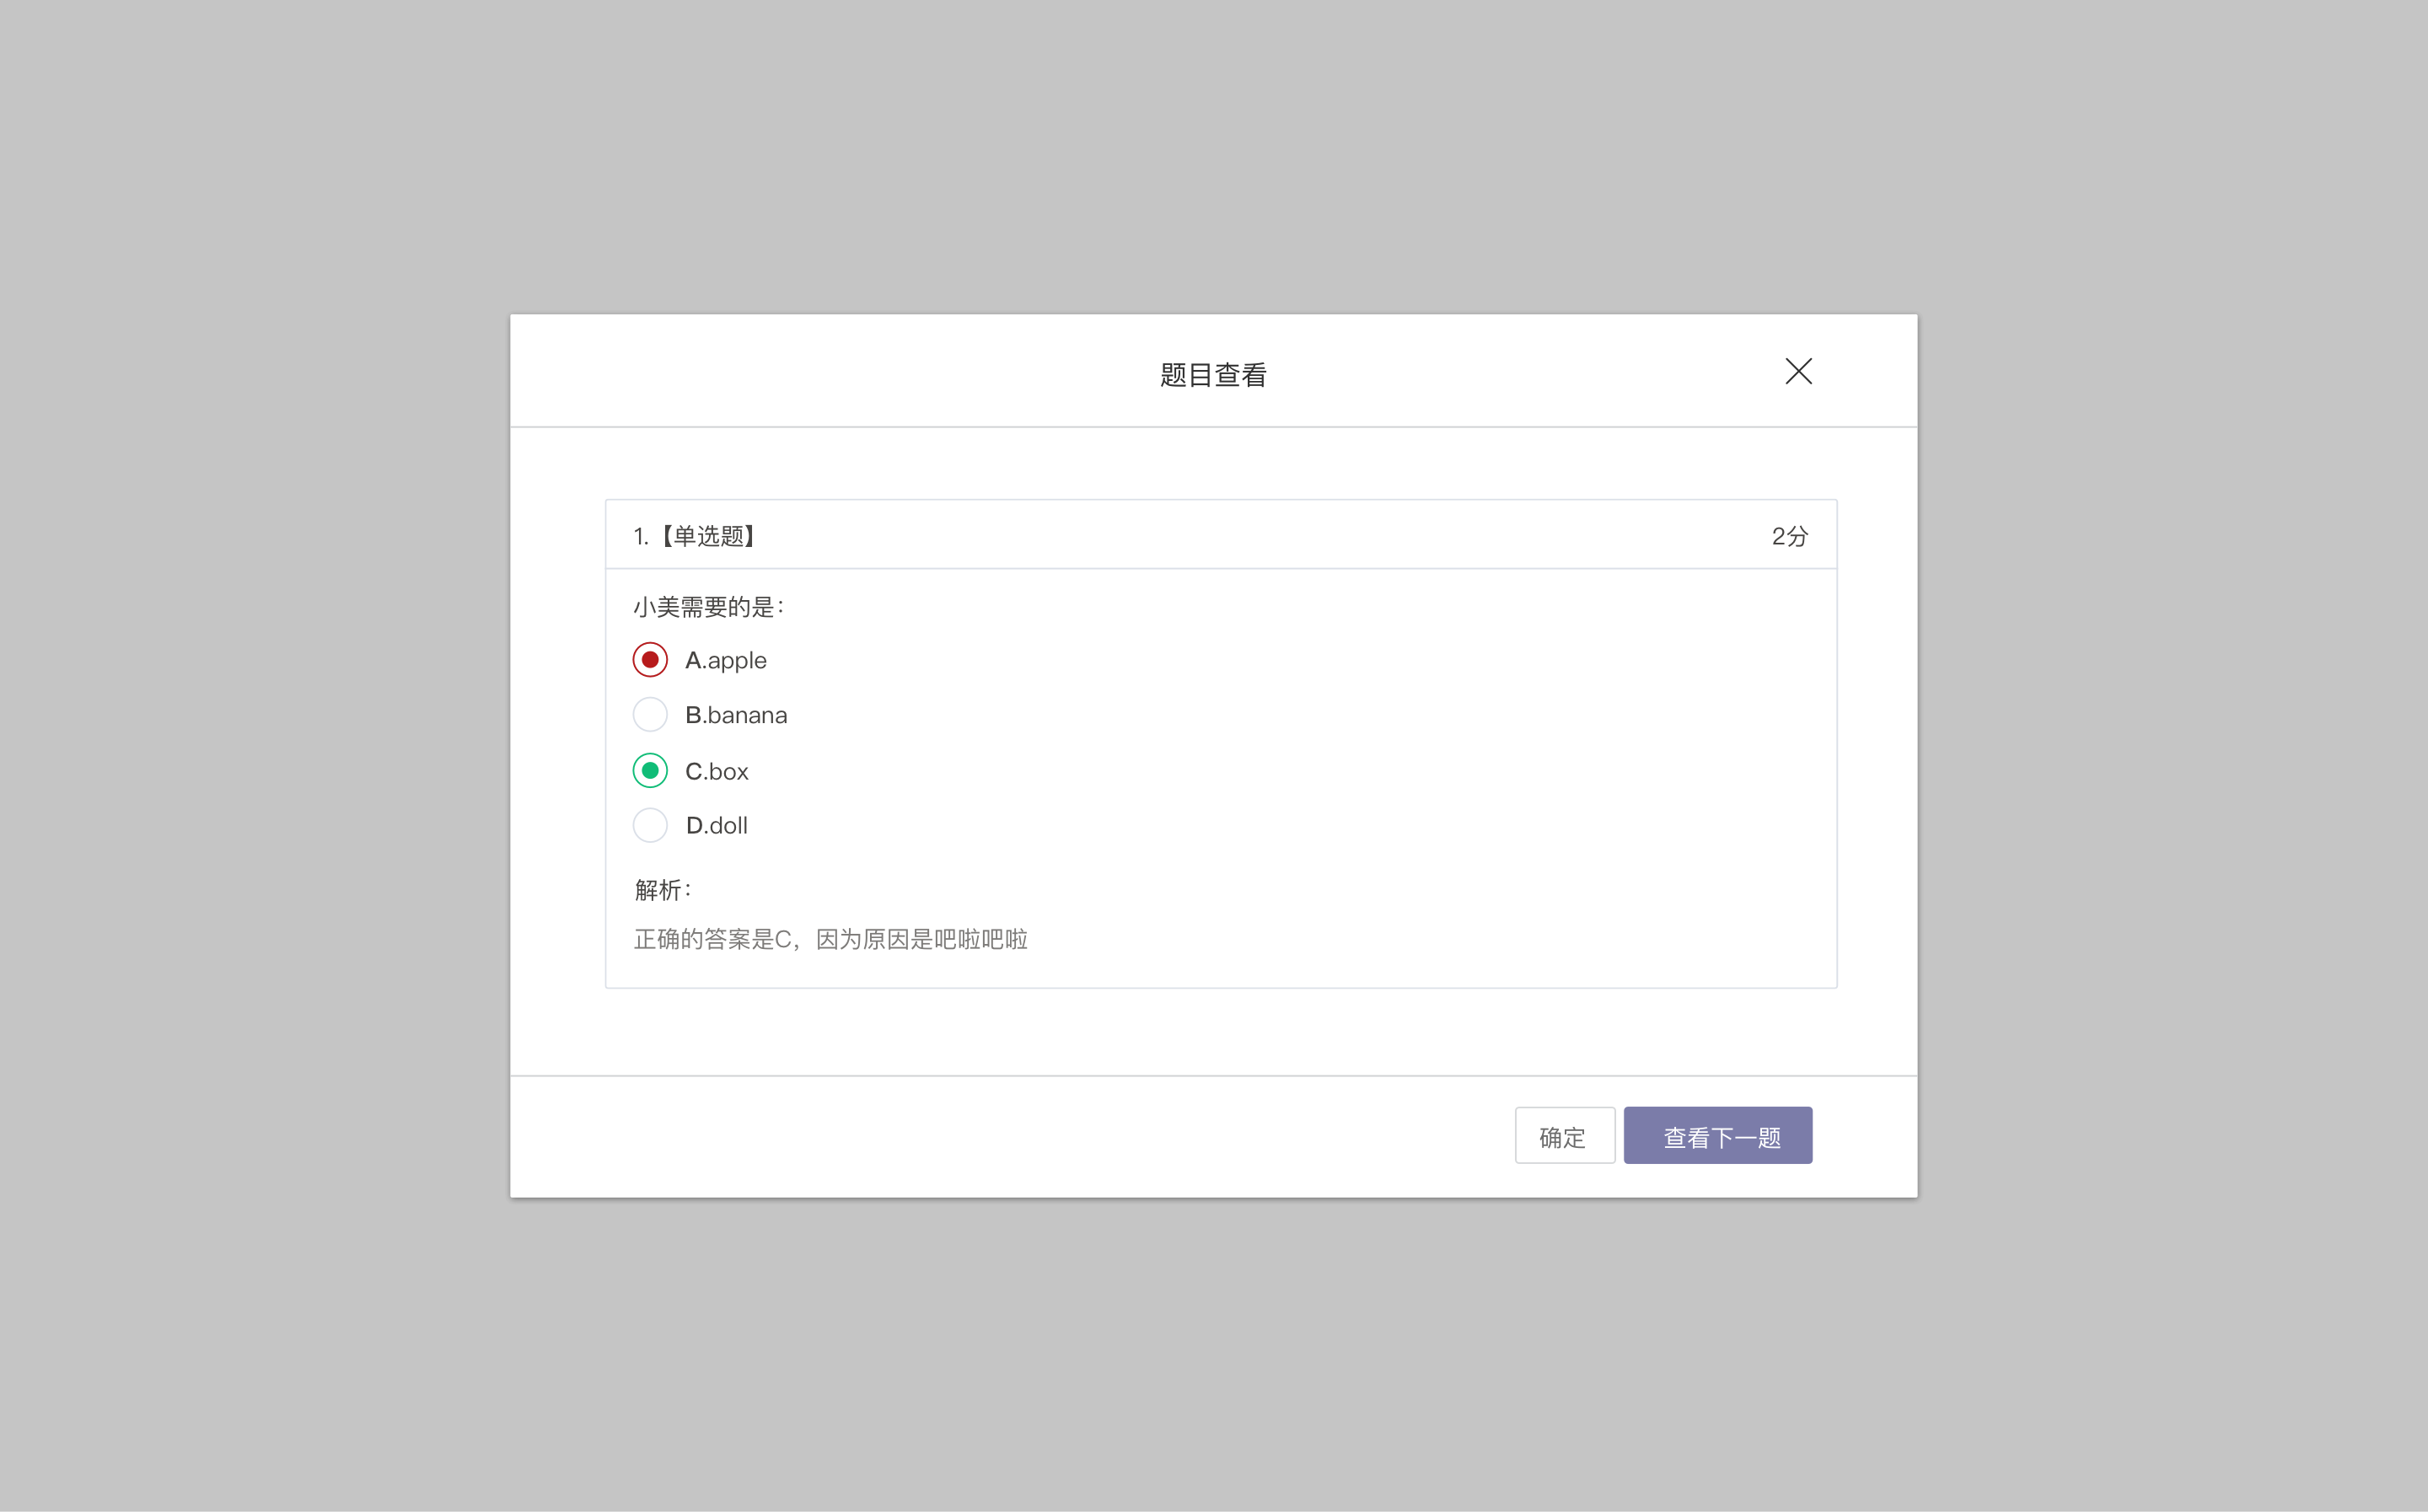 题目查看
1.【单选题】 2分
小美需要的是：
A.apple
B.banana
C.box
D.doll
解析：
正确的答案是C，因为原因是吧啦吧啦
确定 查看下一题